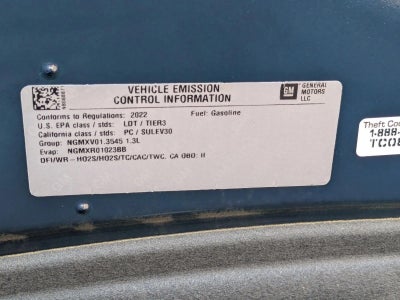 VEHICLE EMISSION
CONTROL INFORMATION
GM
GENERAL
MOTORS
LLC
Conforms to Regulations: 2022 Fuel: Gasoline
U.S. EPA class / stds: LDT / TIER3
California class / stds: PC / SULEV30
Group: NGMXV01.3545 1.3L
Evap: NGMXR0102388
DFI/WR-HO2S/HO2S/TC/CAC/TWC, CA OBD: II
Theft
1-888-